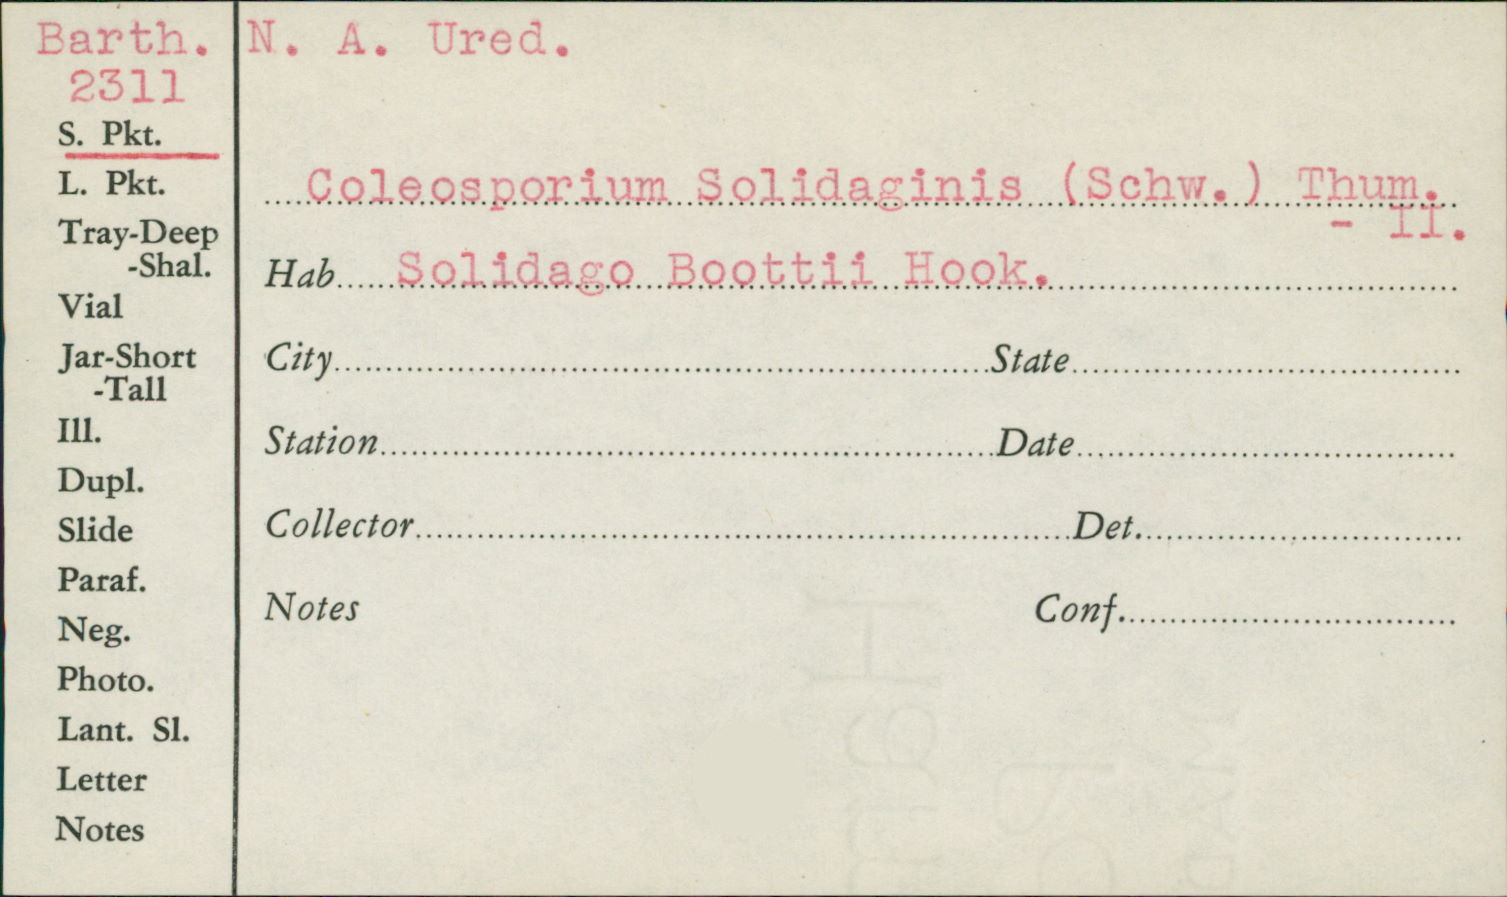 Barth. N. A. Ured.
2311
S. Pkt.
L. Pkt.
Tray-Deep
-Shal.
Vial
Jar-Short
-Tall
Ill.
Dupl.
Slide
Paraf.
Neg.
Photo.
Lant. Sl.
Letter
Notes
Coleosporium Solidaginis (Schw.) Thum.
- II.
Hab Solidago Boottii Hook.
City State
Station Date
Collector Det.
Notes Conf.